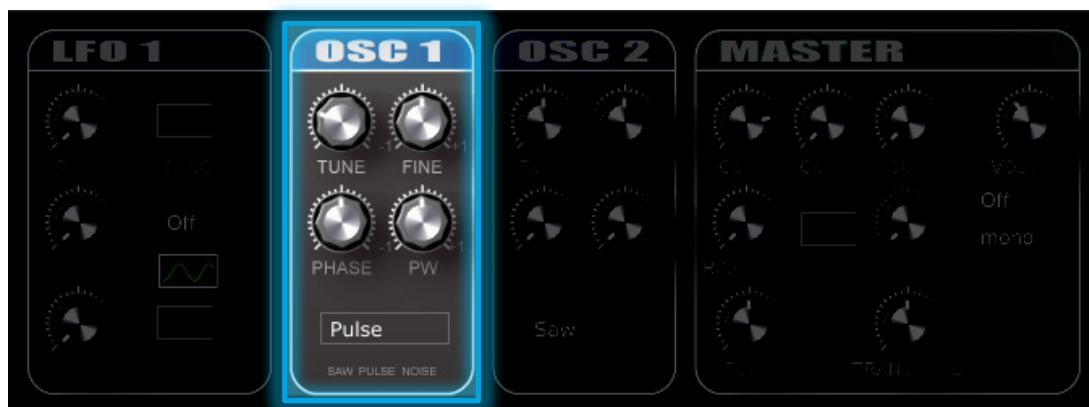 LFO 1
OSC 1
OSC 2
MASTER
-1 +1
TUNE FINE
Off
mono
Off
-1 +1
PHASE PW
Pulse
Saw
SAW PULSE NOISE